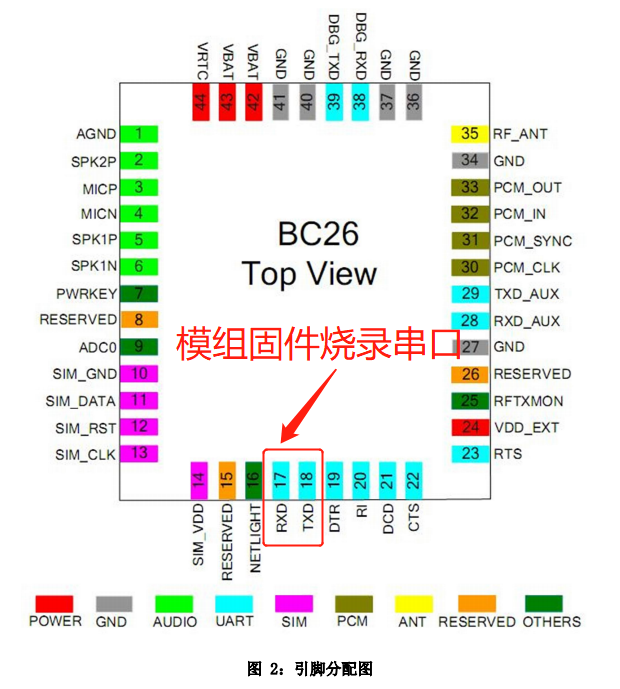 VRTC
VBAT
VBAT
GND
GND
DBG_TXD
DBG_RXD
GND
GND
44
43
42
41
40
39
38
37
36
AGND 1
SPK2P 2
MICP 3
MICN 4
SPK1P 5
SPK1N 6
PWRKEY 7
RESERVED 8
ADC0 9
SIM_GND 10
SIM_DATA 11
SIM_RST 12
SIM_CLK 13
35 RF_ANT
34 GND
33 PCM_OUT
32 PCM_IN
31 PCM_SYNC
30 PCM_CLK
29 TXD_AUX
28 RXD_AUX
27 GND
26 RESERVED
25 RFTXMON
24 VDD_EXT
23 RTS
BC26
Top View
模组固件烧录串口
14
15
16
17
18
19
20
21
22
SIM_VDD
RESERVED
NETLIGHT
RXD
TXD
DTR
RI
DCD
CTS
POWER GND AUDIO UART SIM PCM ANT RESERVED OTHERS
图 2：引脚分配图